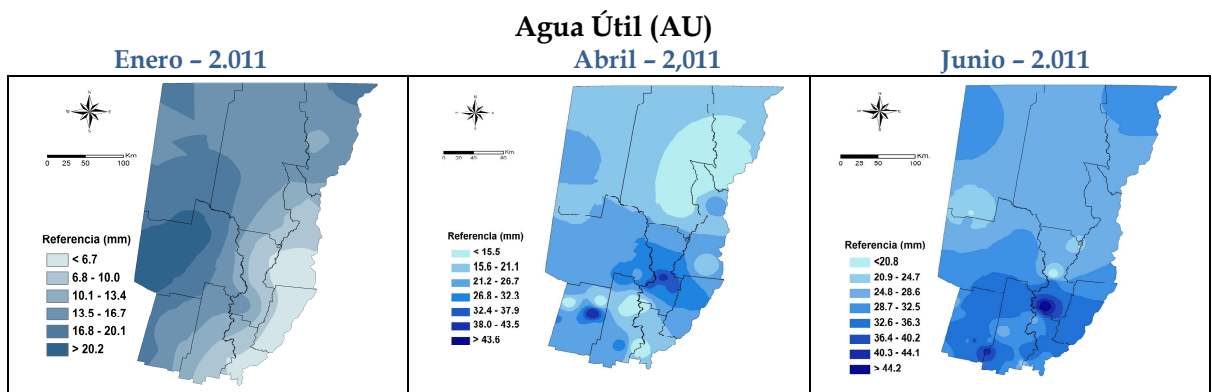 Agua Útil (AU)
Enero – 2.011
Abril – 2,011
Junio – 2.011
N
W E
S
Km
0 25 50 100
Referencia (mm)
< 6.7
6.8 - 10.0
10.1 - 13.4
13.5 - 16.7
16.8 - 20.1
> 20.2
N
S
Km.
0 20 40 80
Referencia (mm)
< 15.5
15.6 - 21.1
21.2 - 26.7
26.8 - 32.3
32.4 - 37.9
38.0 - 43.5
> 43.6
N
W E
S
Km.
0 25 50 100
Referencia (mm)
<20.8
20.9 - 24.7
24.8 - 28.6
28.7 - 32.5
32.6 - 36.3
36.4 - 40.2
40.3 - 44.1
> 44.2